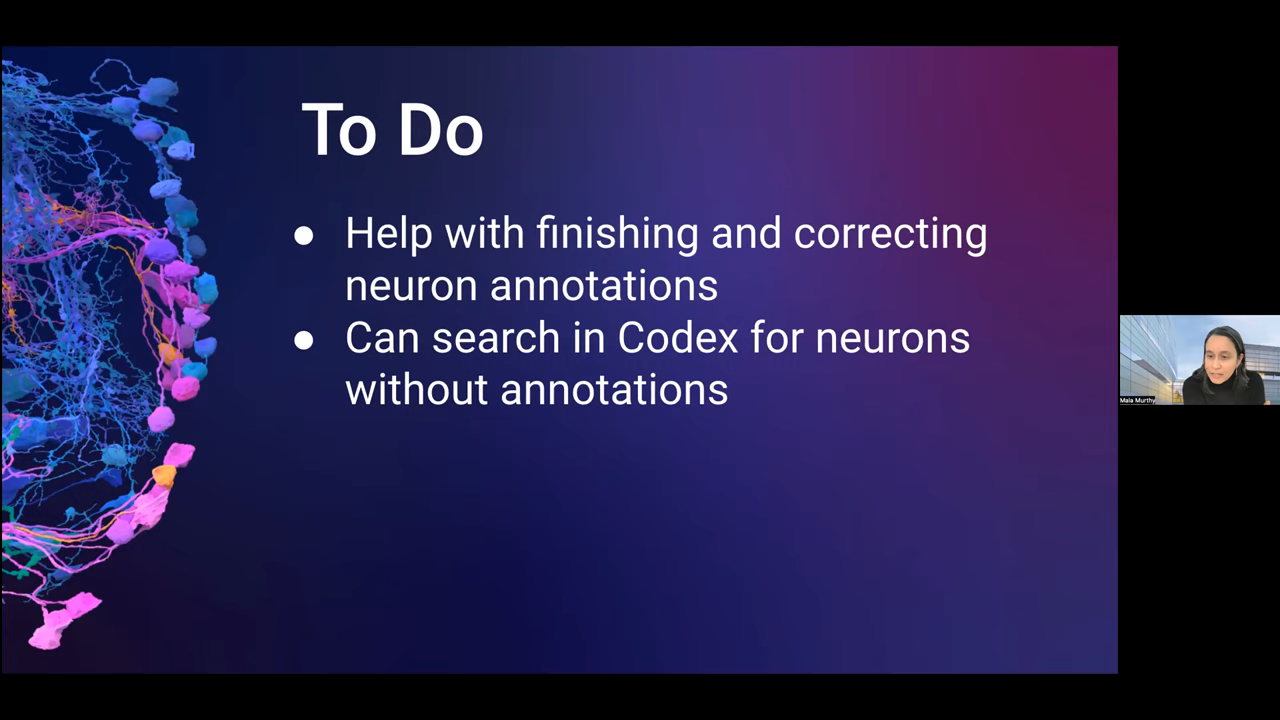 To Do
● Help with finishing and correcting
neuron annotations
● Can search in Codex for neurons
without annotations
Mala Murthy